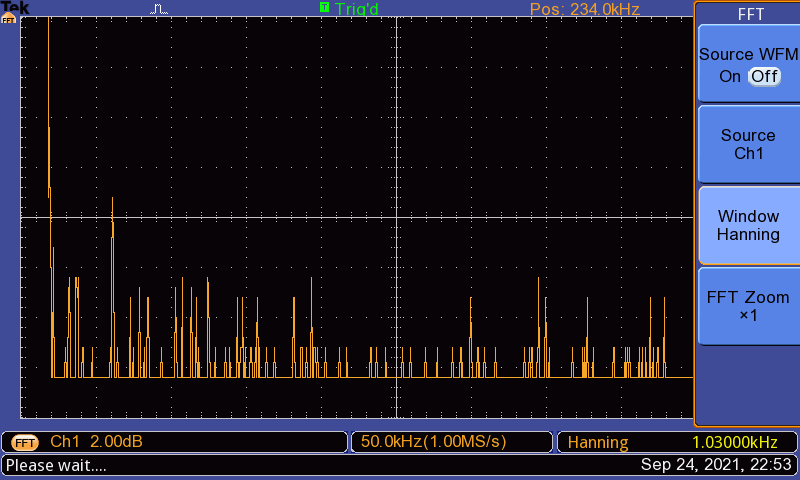 Tek
FFT
T Trig'd
Pos: 234.0kHz
FFT
Source WFM
On Off
Source
Ch1
Window
Hanning
FFT Zoom
×1
FFT Ch1 2.00dB
50.0kHz(1.00MS/s)
Hanning 1.03000kHz
Please wait....
Sep 24, 2021, 22:53